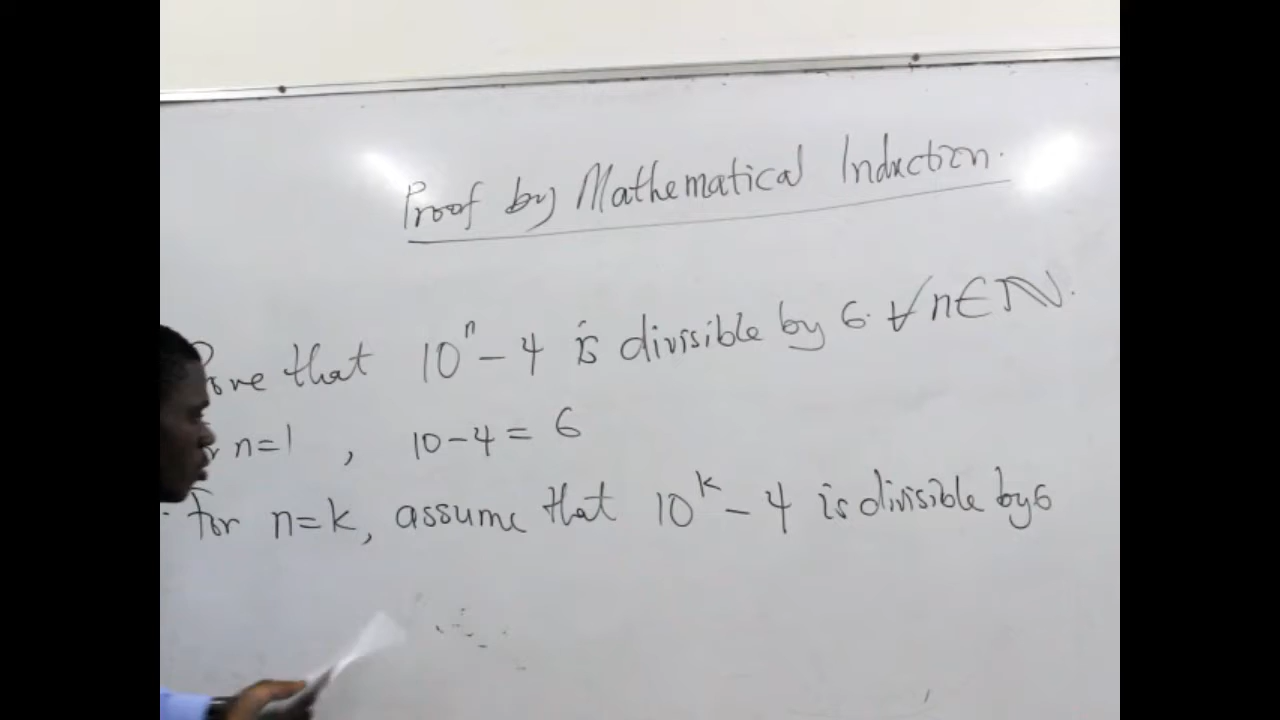 Proof by Mathematical Induction.
Prove that 10ⁿ - 4 is divisible by 6. ∀n∈ℕ.
n=1 , 10-4 = 6
For n=k, assume that 10ᵏ - 4 is divisible by 6